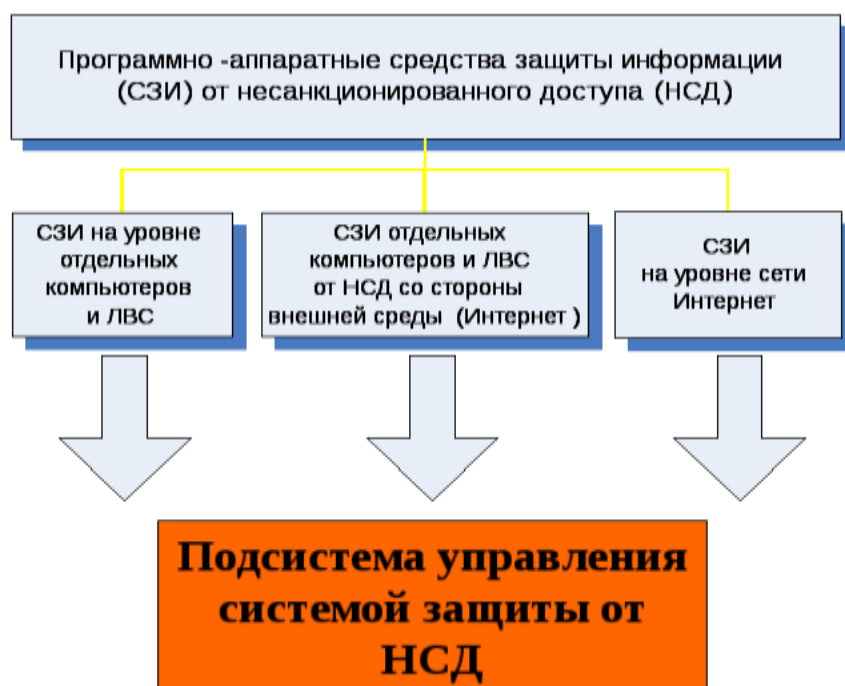 Программно -аппаратные средства защиты информации
(СЗИ) от несанкционированного доступа (НСД)
СЗИ на уровне
отдельных
компьютеров
и ЛВС
СЗИ отдельных
компьютеров и ЛВС
от НСД со стороны
внешней среды (Интернет )
СЗИ
на уровне сети
Интернет
Подсистема управления
системой защиты от
НСД